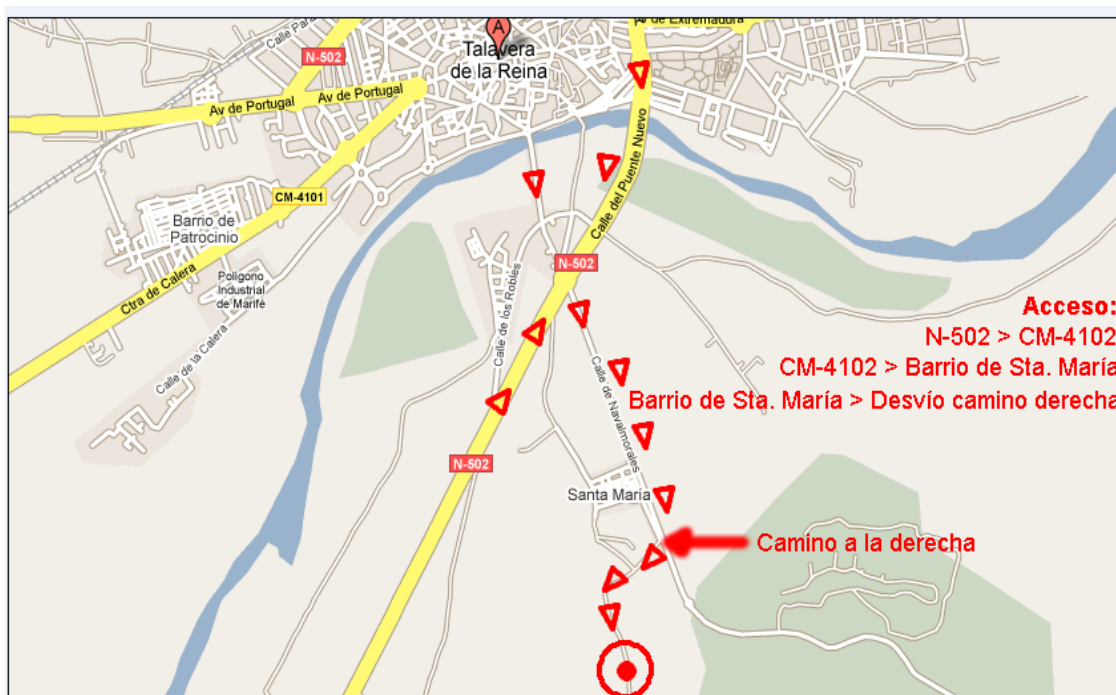 Av de Extremadura
Calle Para
A
Talavera
de la Reina
N-502
Av de Portugal
Av de Portugal
Calle del Puente Nuevo
CM-4101
Barrio de
Patrocinio
Ctra de Calera
Polígono
Industrial
de Marifé
Calle de la Calera
N-502
Calle de los Robles
Calle de Navalmorales
Acceso:
N-502 > CM-4102
CM-4102 > Barrio de Sta. María
Barrio de Sta. María > Desvío camino derecha
N-502
Santa María
Camino a la derecha